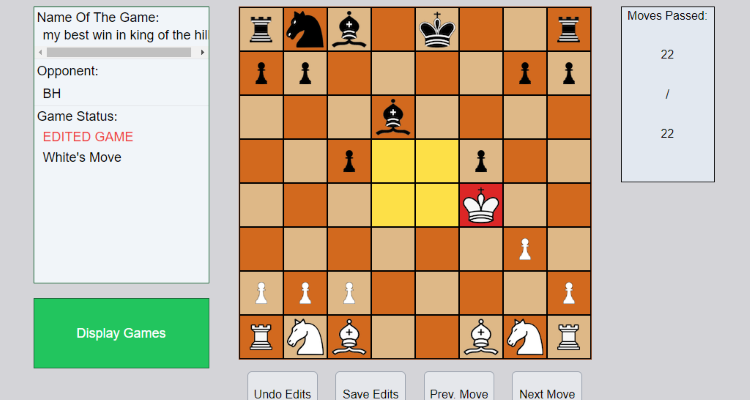 Name Of The Game:
my best win in king of the hil
Opponent:
BH
Game Status:
EDITED GAME
White's Move
Display Games
Moves Passed:
22
/
22
Undo Edits
Save Edits
Prev. Move
Next Move